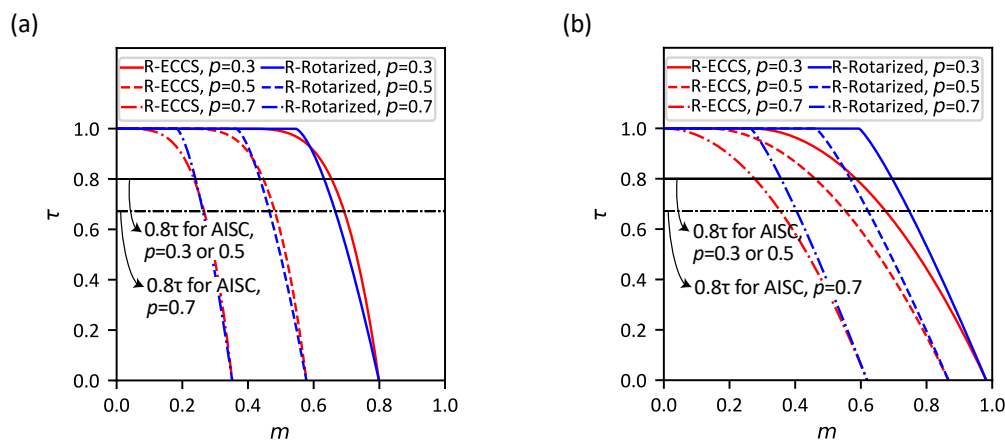 (a)
R-ECCS, p=0.3 R-Rotarized, p=0.3
R-ECCS, p=0.5 R-Rotarized, p=0.5
R-ECCS, p=0.7 R-Rotarized, p=0.7
1.0
0.8
0.6
0.4
0.2
0.0
τ
0.8τ for AISC,
p=0.3 or 0.5
0.8τ for AISC,
p=0.7
0.0 0.2 0.4 0.6 0.8 1.0
m
(b)
R-ECCS, p=0.3 R-Rotarized, p=0.3
R-ECCS, p=0.5 R-Rotarized, p=0.5
R-ECCS, p=0.7 R-Rotarized, p=0.7
1.0
0.8
0.6
0.4
0.2
0.0
τ
0.8τ for AISC,
p=0.3 or 0.5
0.8τ for AISC, p=0.7
0.0 0.2 0.4 0.6 0.8 1.0
m